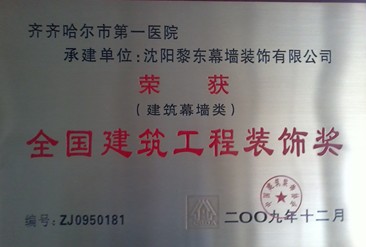 齐齐哈尔市第一医院
承建单位:沈阳黎东幕墙装饰有限公司
荣获
(建筑幕墙类)
全国建筑工程装饰奖
编号:ZJ0950181
二〇〇九年十二月